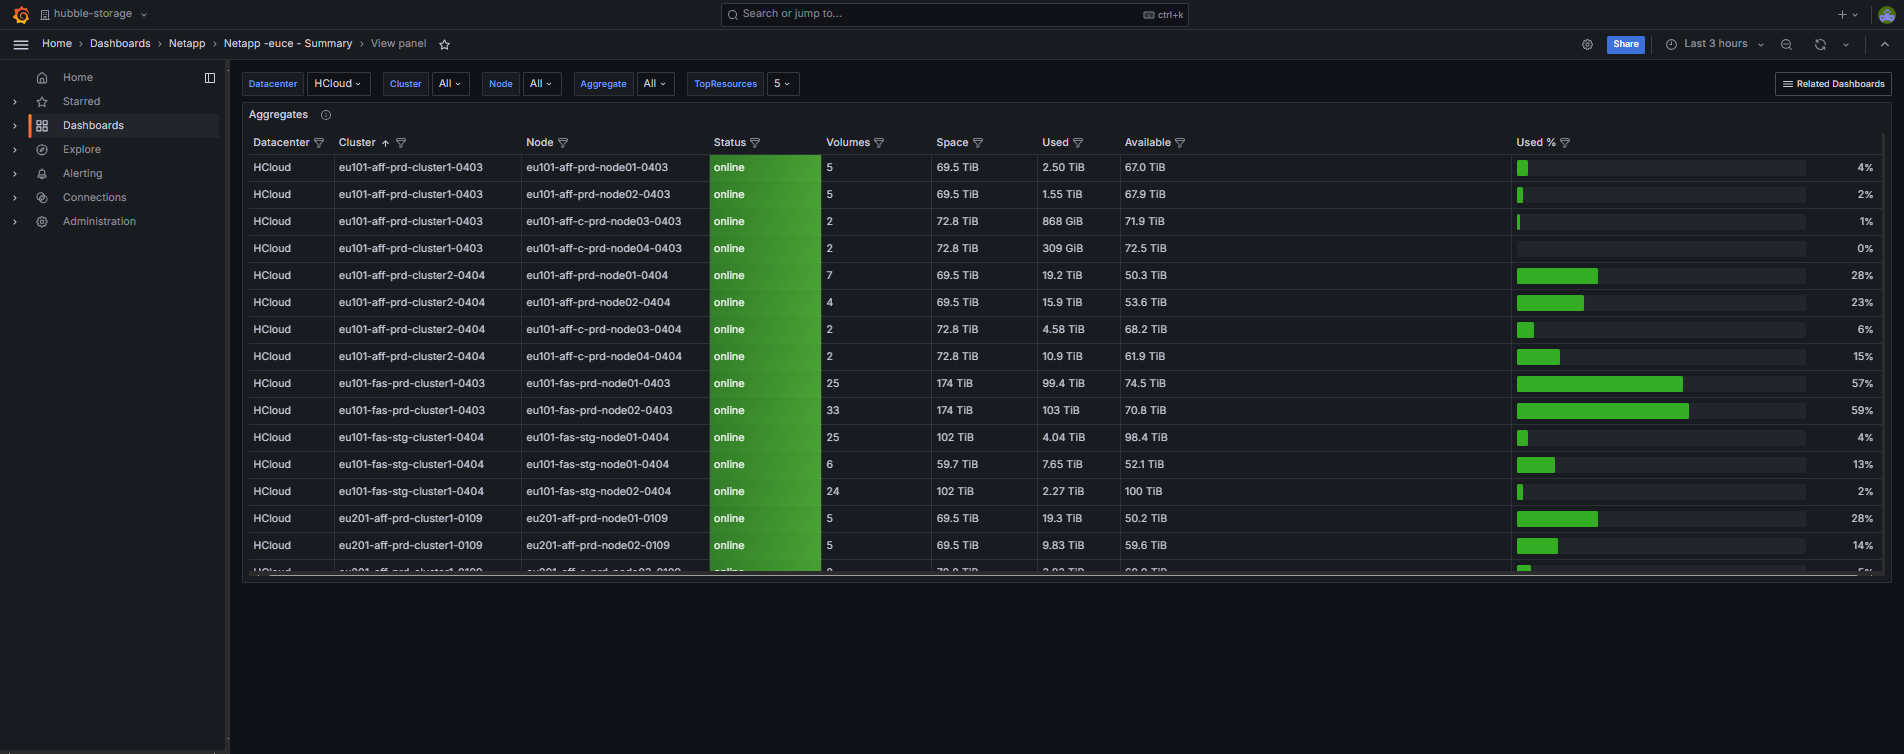 hubble-storage
Search or jump to...
ctrl+k
Home › Dashboards › Netapp › Netapp -euce - Summary › View panel
Share
Last 3 hours
Home
Starred
Dashboards
Explore
Alerting
Connections
Administration
Datacenter HCloud Cluster All Node All Aggregate All TopResources 5
Related Dashboards
Aggregates
Datacenter Cluster Node Status Volumes Space Used Available Used %
HCloud eu101-aff-prd-cluster1-0403 eu101-aff-prd-node01-0403 online 5 69.5 TiB 2.50 TiB 67.0 TiB 4%
HCloud eu101-aff-prd-cluster1-0403 eu101-aff-prd-node02-0403 online 5 69.5 TiB 1.55 TiB 67.9 TiB 2%
HCloud eu101-aff-prd-cluster1-0403 eu101-aff-c-prd-node03-0403 online 2 72.8 TiB 868 GiB 71.9 TiB 1%
HCloud eu101-aff-prd-cluster1-0403 eu101-aff-c-prd-node04-0403 online 2 72.8 TiB 309 GiB 72.5 TiB 0%
HCloud eu101-aff-prd-cluster2-0404 eu101-aff-prd-node01-0404 online 7 69.5 TiB 19.2 TiB 50.3 TiB 28%
HCloud eu101-aff-prd-cluster2-0404 eu101-aff-prd-node02-0404 online 4 69.5 TiB 15.9 TiB 53.6 TiB 23%
HCloud eu101-aff-prd-cluster2-0404 eu101-aff-c-prd-node03-0404 online 2 72.8 TiB 4.58 TiB 68.2 TiB 6%
HCloud eu101-aff-prd-cluster2-0404 eu101-aff-c-prd-node04-0404 online 2 72.8 TiB 10.9 TiB 61.9 TiB 15%
HCloud eu101-fas-prd-cluster1-0403 eu101-fas-prd-node01-0403 online 25 174 TiB 99.4 TiB 74.5 TiB 57%
HCloud eu101-fas-prd-cluster1-0403 eu101-fas-prd-node02-0403 online 33 174 TiB 103 TiB 70.8 TiB 59%
HCloud eu101-fas-stg-cluster1-0404 eu101-fas-stg-node01-0404 online 25 102 TiB 4.04 TiB 98.4 TiB 4%
HCloud eu101-fas-stg-cluster1-0404 eu101-fas-stg-node01-0404 online 6 59.7 TiB 7.65 TiB 52.1 TiB 13%
HCloud eu101-fas-stg-cluster1-0404 eu101-fas-stg-node02-0404 online 24 102 TiB 2.27 TiB 100 TiB 2%
HCloud eu201-aff-prd-cluster1-0109 eu201-aff-prd-node01-0109 online 5 69.5 TiB 19.3 TiB 50.2 TiB 28%
HCloud eu201-aff-prd-cluster1-0109 eu201-aff-prd-node02-0109 online 5 69.5 TiB 9.83 TiB 59.6 TiB 14%